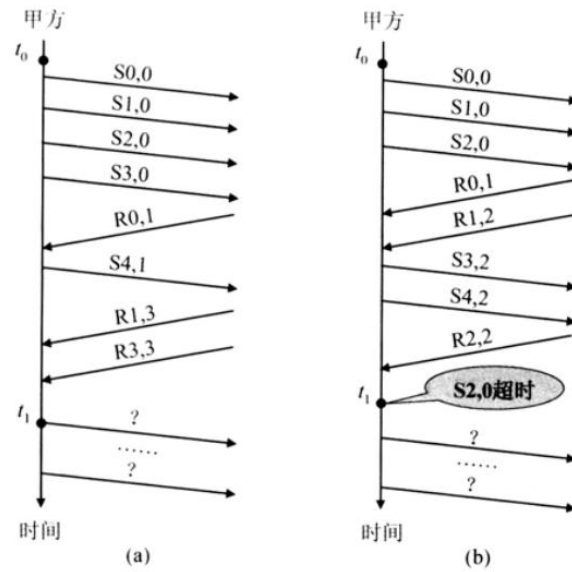 甲方
t₀
S0,0
S1,0
S2,0
S3,0
R0,1
S4,1
R1,3
R3,3
t₁
?
……
?
时间
(a)
甲方
t₀
S0,0
S1,0
S2,0
R0,1
R1,2
S3,2
S4,2
R2,2
S2,0超时
t₁
?
……
?
时间
(b)